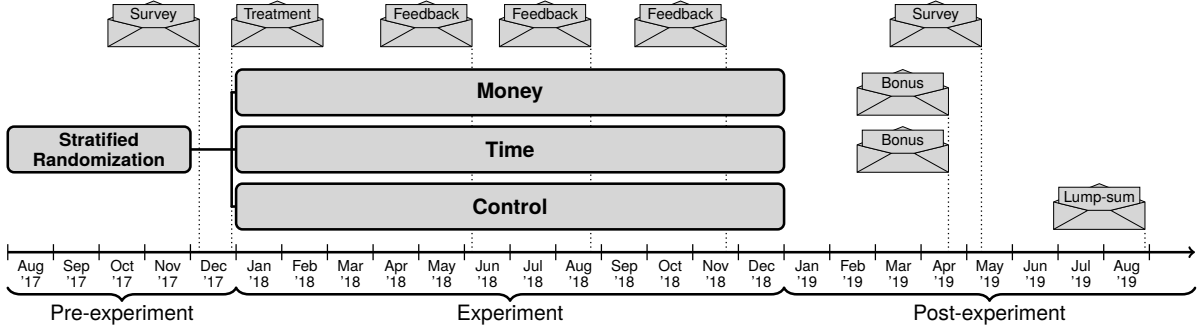 Survey
Treatment
Feedback
Feedback
Feedback
Survey
Money
Bonus
Stratified
Randomization
Time
Bonus
Control
Lump-sum
Aug Sep Oct Nov Dec Jan Feb Mar Apr May Jun Jul Aug Sep Oct Nov Dec Jan Feb Mar Apr May Jun Jul Aug
'17 '17 '17 '17 '17 '18 '18 '18 '18 '18 '18 '18 '18 '18 '18 '18 '18 '19 '19 '19 '19 '19 '19 '19 '19
Pre-experiment Experiment Post-experiment